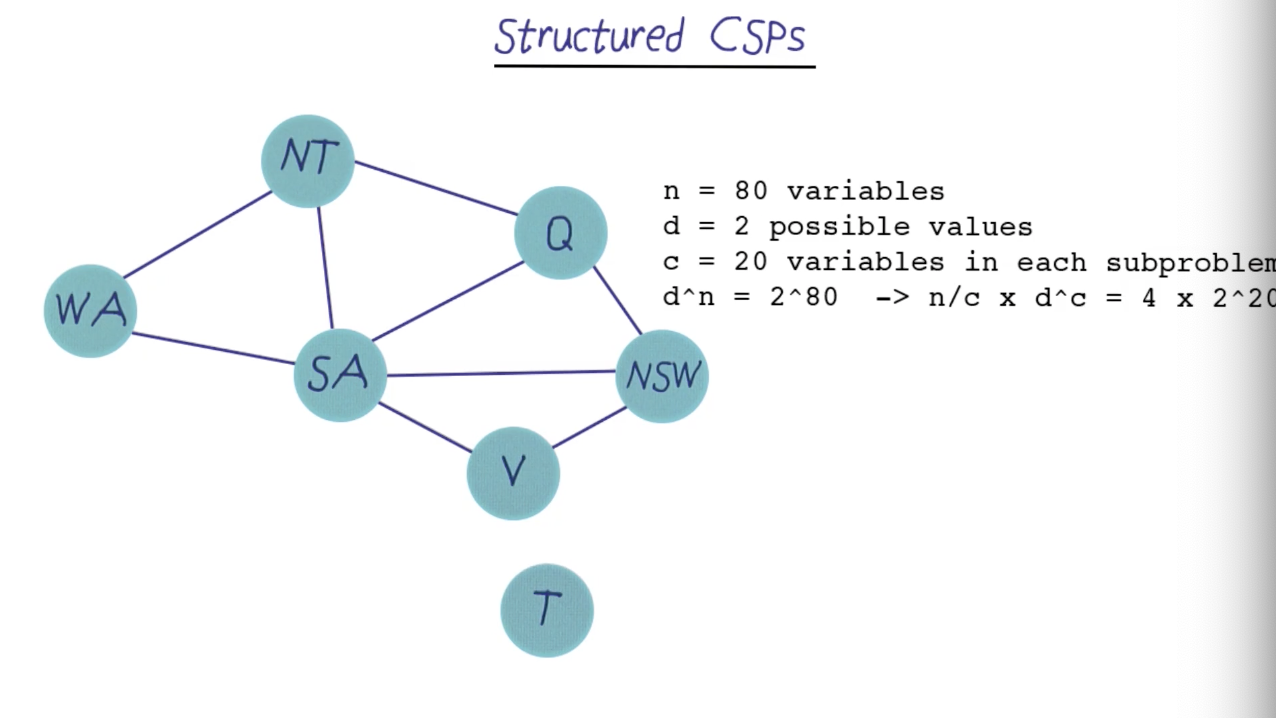 Structured CSPs
NT
Q
WA
SA
NSW
V
T
n = 80 variables
d = 2 possible values
c = 20 variables in each subproblem
d^n = 2^80 -> n/c x d^c = 4 x 2^20